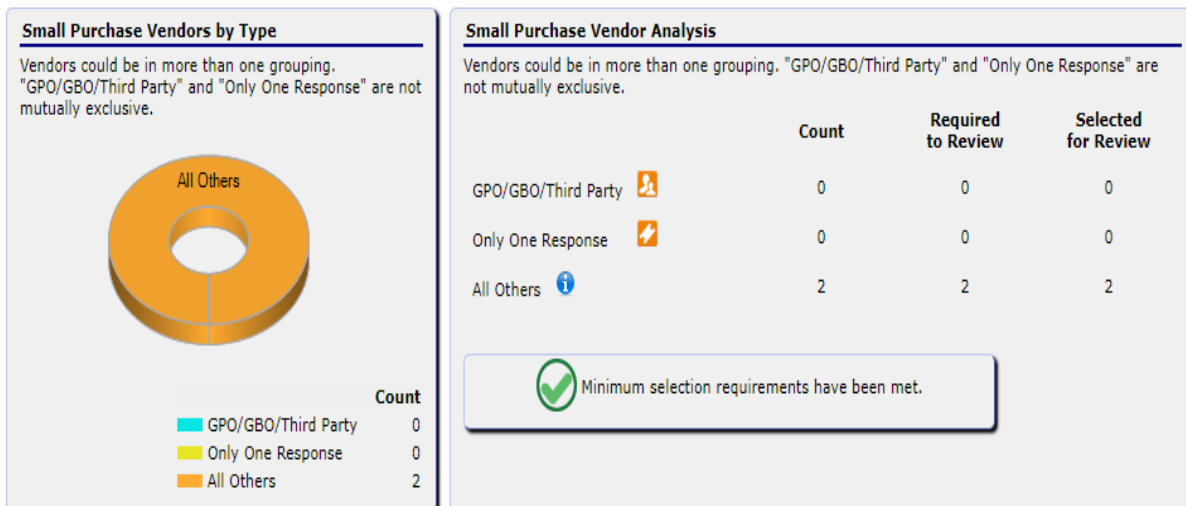 Small Purchase Vendors by Type
Vendors could be in more than one grouping.
"GPO/GBO/Third Party" and "Only One Response" are not
mutually exclusive.
All Others
Count
GPO/GBO/Third Party 0
Only One Response 0
All Others 2
Small Purchase Vendor Analysis
Vendors could be in more than one grouping. "GPO/GBO/Third Party" and "Only One Response" are
not mutually exclusive.
Count Required to Review Selected for Review
GPO/GBO/Third Party 0 0 0
Only One Response 0 0 0
All Others 2 2 2
Minimum selection requirements have been met.